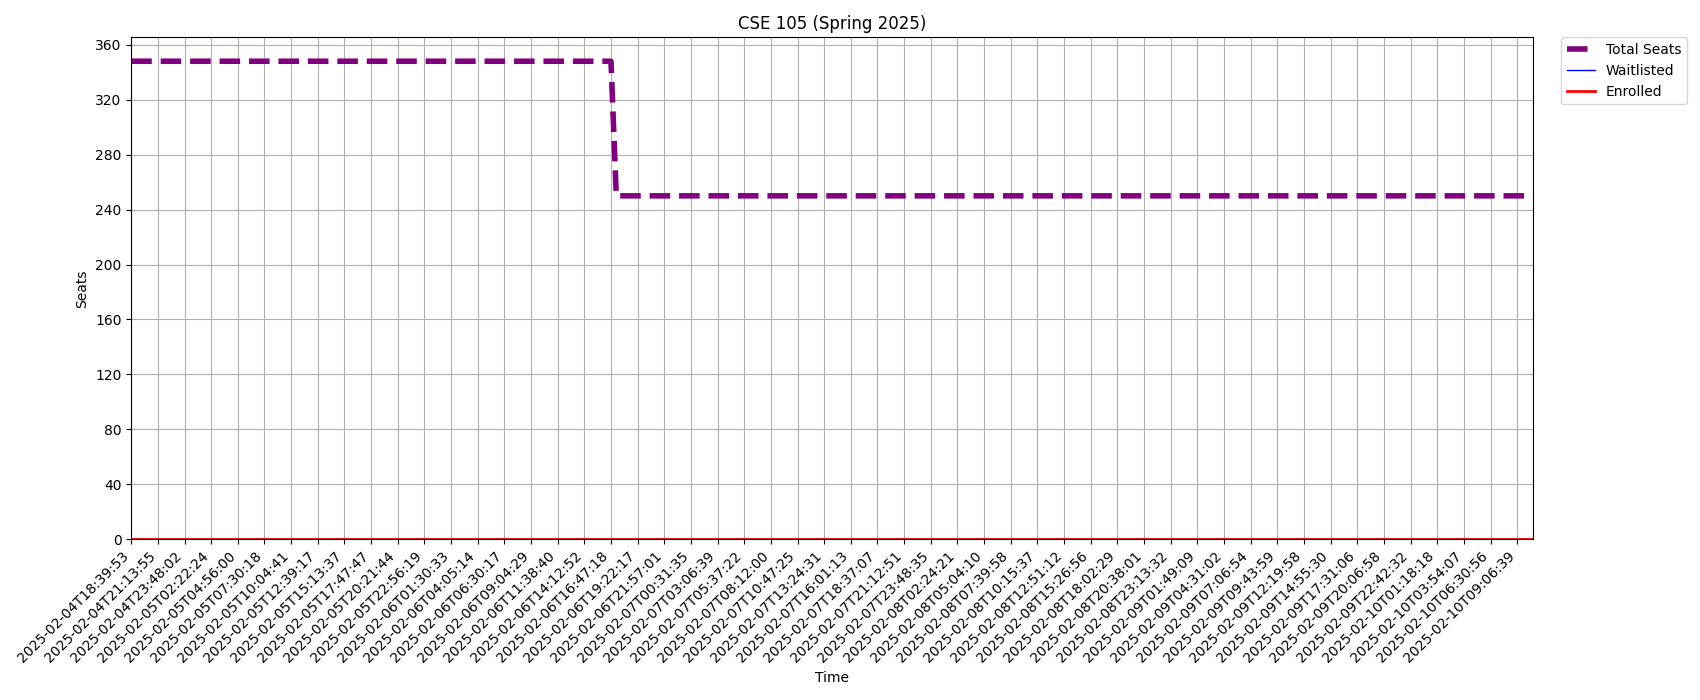 CSE 105 (Spring 2025)
Total Seats
Waitlisted
Enrolled
Seats
360
320
280
240
200
160
120
80
40
0
2025-02-04T18:39:53
2025-02-04T21:13:55
2025-02-04T23:48:02
2025-02-05T02:22:24
2025-02-05T04:56:00
2025-02-05T07:30:18
2025-02-05T10:04:41
2025-02-05T12:39:17
2025-02-05T15:13:37
2025-02-05T17:47:47
2025-02-05T20:21:44
2025-02-05T22:56:19
2025-02-06T01:30:33
2025-02-06T04:05:14
2025-02-06T06:30:17
2025-02-06T09:04:29
2025-02-06T11:38:40
2025-02-06T14:12:52
2025-02-06T16:47:18
2025-02-06T19:22:17
2025-02-06T21:57:01
2025-02-07T00:31:35
2025-02-07T03:06:39
2025-02-07T05:37:22
2025-02-07T08:12:00
2025-02-07T10:47:25
2025-02-07T13:24:31
2025-02-07T16:01:13
2025-02-07T18:37:07
2025-02-07T21:12:51
2025-02-07T23:48:35
2025-02-08T02:24:21
2025-02-08T05:04:10
2025-02-08T07:39:58
2025-02-08T10:15:37
2025-02-08T12:51:12
2025-02-08T15:26:56
2025-02-08T18:02:29
2025-02-08T20:38:01
2025-02-08T23:13:32
2025-02-09T01:49:09
2025-02-09T04:31:02
2025-02-09T07:06:54
2025-02-09T09:43:59
2025-02-09T12:19:58
2025-02-09T14:55:30
2025-02-09T17:31:06
2025-02-09T20:06:58
2025-02-09T22:42:32
2025-02-10T01:18:18
2025-02-10T03:54:07
2025-02-10T06:30:56
2025-02-10T09:06:39
Time